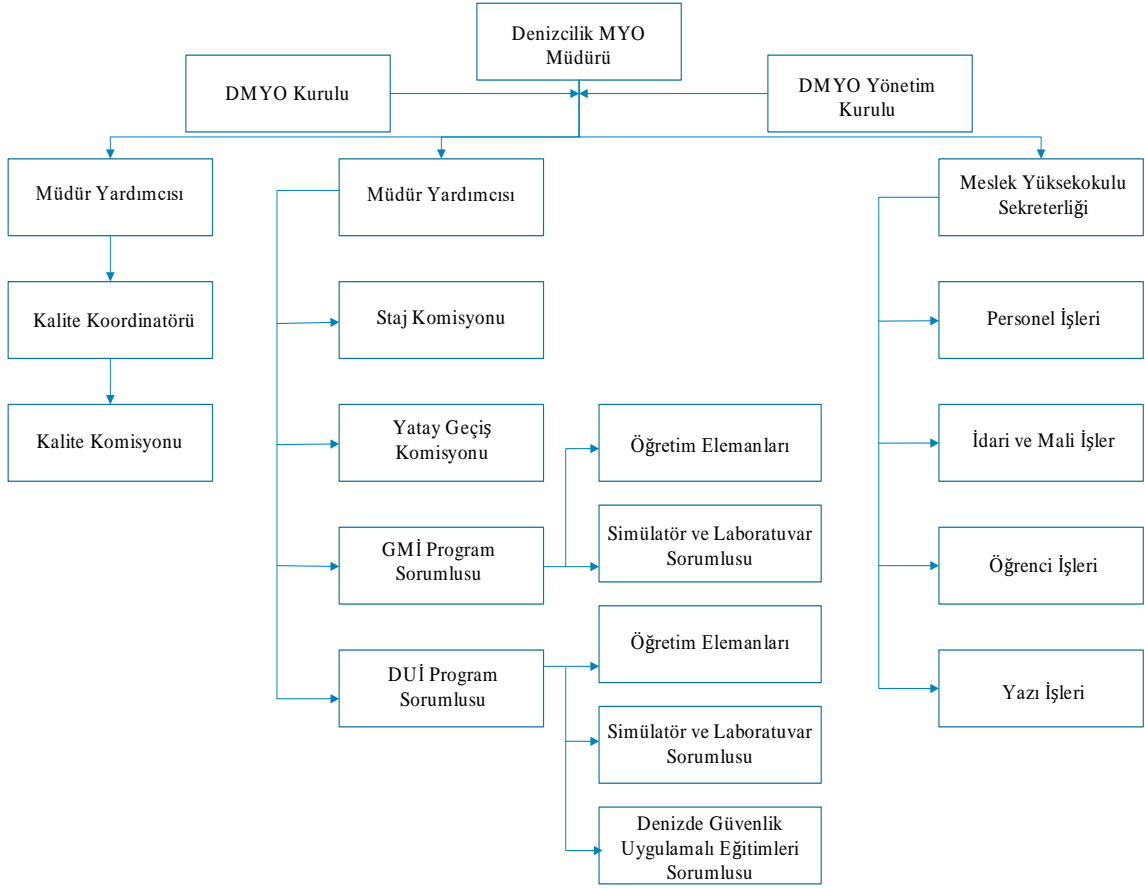 Denizcilik MYO
Müdürü
DMYO Kurulu
DMYO Yönetim
Kurulu
Müdür Yardımcısı
Müdür Yardımcısı
Meslek Yüksekokulu
Sekreterliği
Kalite Koordinatörü
Staj Komisyonu
Personel İşleri
Kalite Komisyonu
Yatay Geçiş
Komisyonu
Öğretim Elemanları
İdari ve Mali İşler
GMİ Program
Sorumlusu
Simülatör ve Laboratuvar
Sorumlusu
Öğrenci İşleri
DUİ Program
Sorumlusu
Öğretim Elemanları
Yazı İşleri
Simülatör ve Laboratuvar
Sorumlusu
Denizde Güvenlik
Uygulamalı Eğitimleri
Sorumlusu